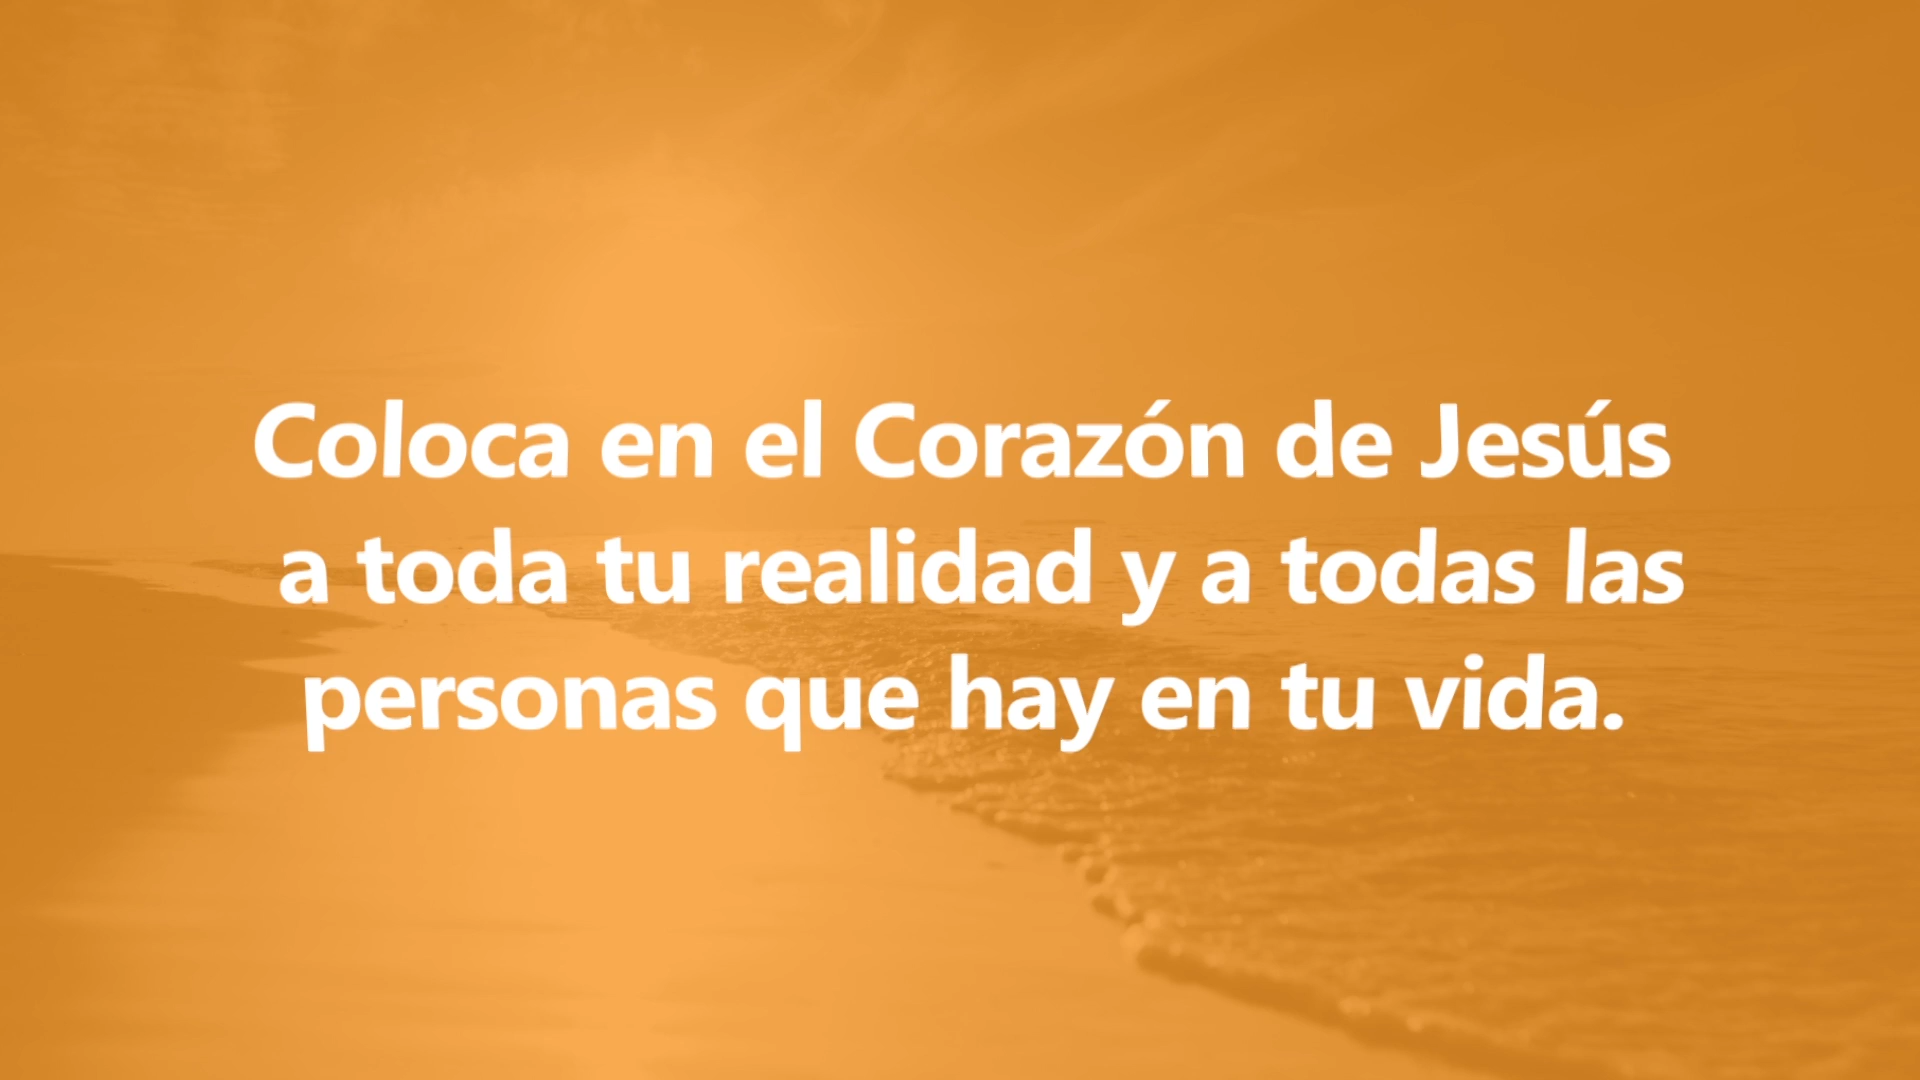 Coloca en el Corazón de Jesús
a toda tu realidad y a todas las
personas que hay en tu vida.